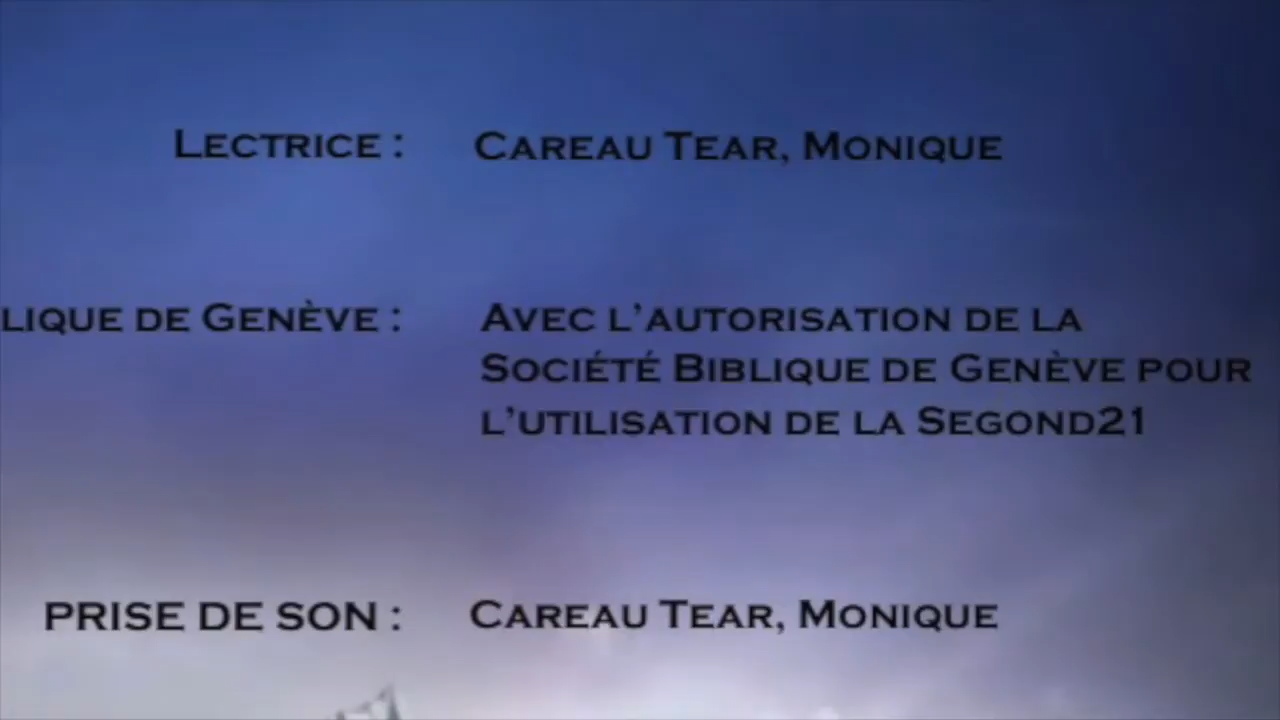 Lectrice : Careau Tear, Monique
lique de Genève : Avec l'autorisation de la
Société Biblique de Genève pour
l'utilisation de la Segond21
PRISE DE SON : Careau Tear, Monique